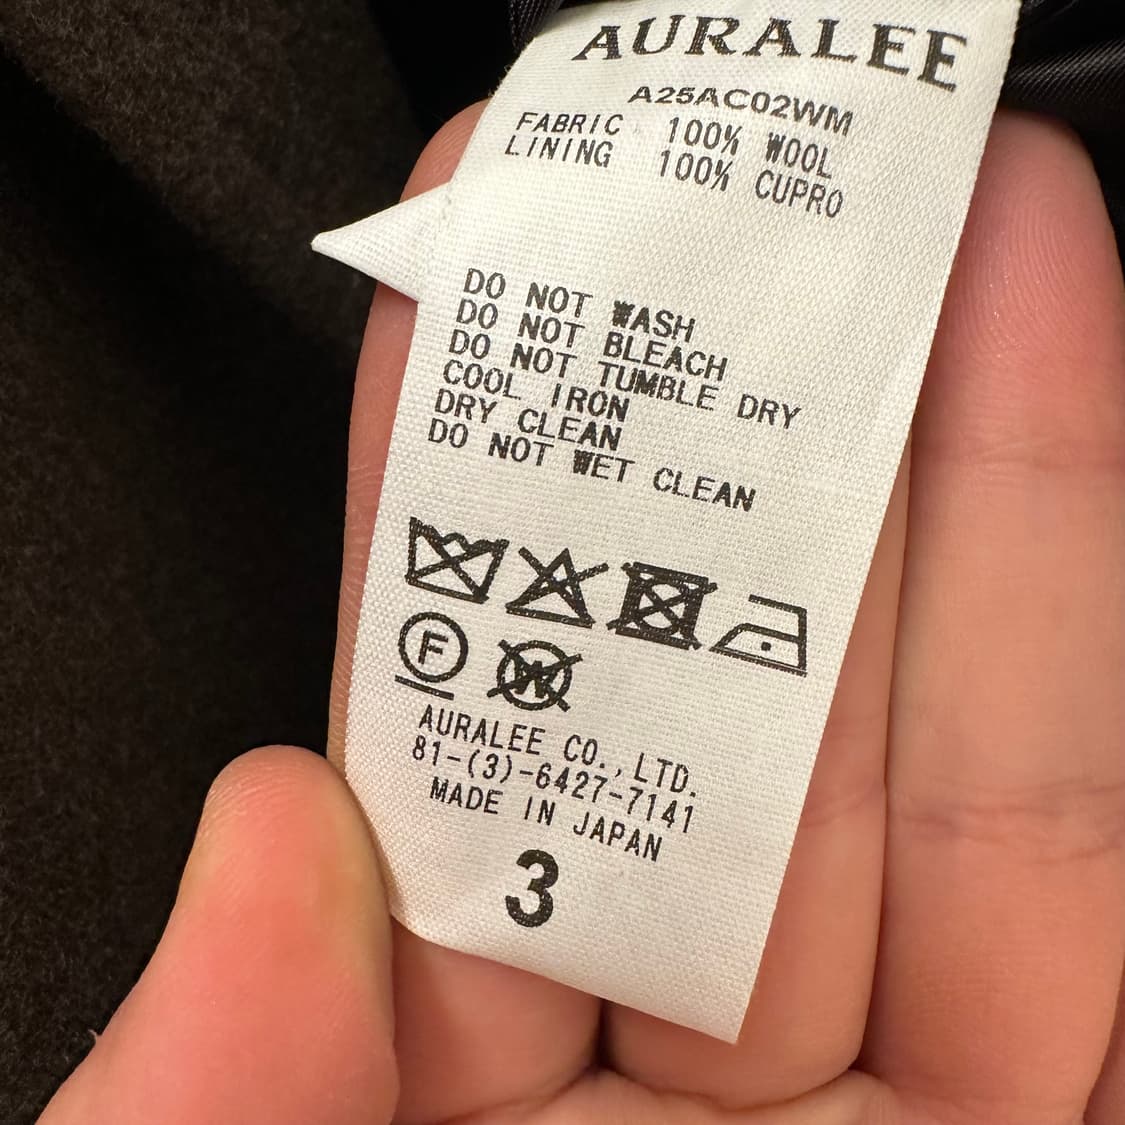 AURALEE
A25AC02WM
FABRIC 100% WOOL
LINING 100% CUPRO
DO NOT WASH
DO NOT BLEACH
DO NOT TUMBLE DRY
COOL IRON
DRY CLEAN
DO NOT WET CLEAN
F W
AURALEE CO.,LTD.
81-(3)-6427-7141
MADE IN JAPAN
3